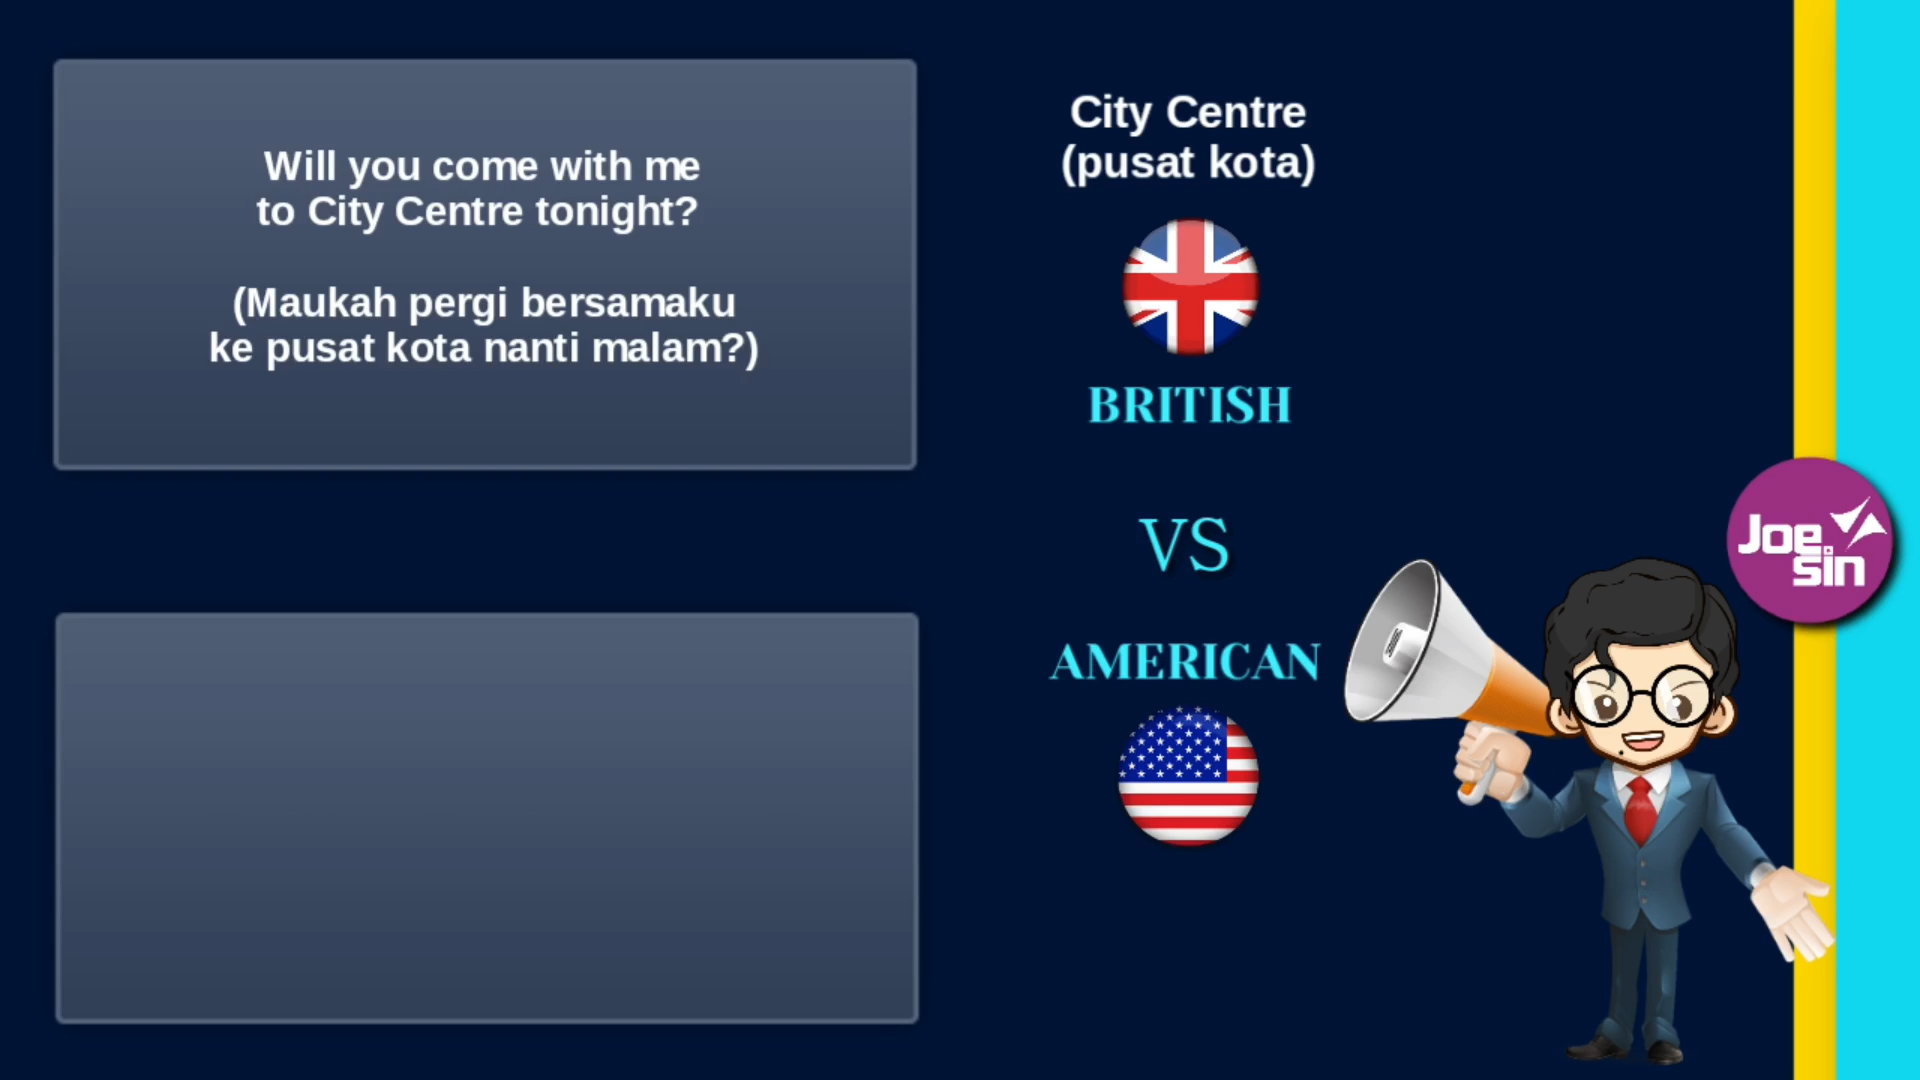 Will you come with me
to City Centre tonight?
(Maukah pergi bersamaku
ke pusat kota nanti malam?)
City Centre
(pusat kota)
BRITISH
VS
AMERICAN
Joe
sin